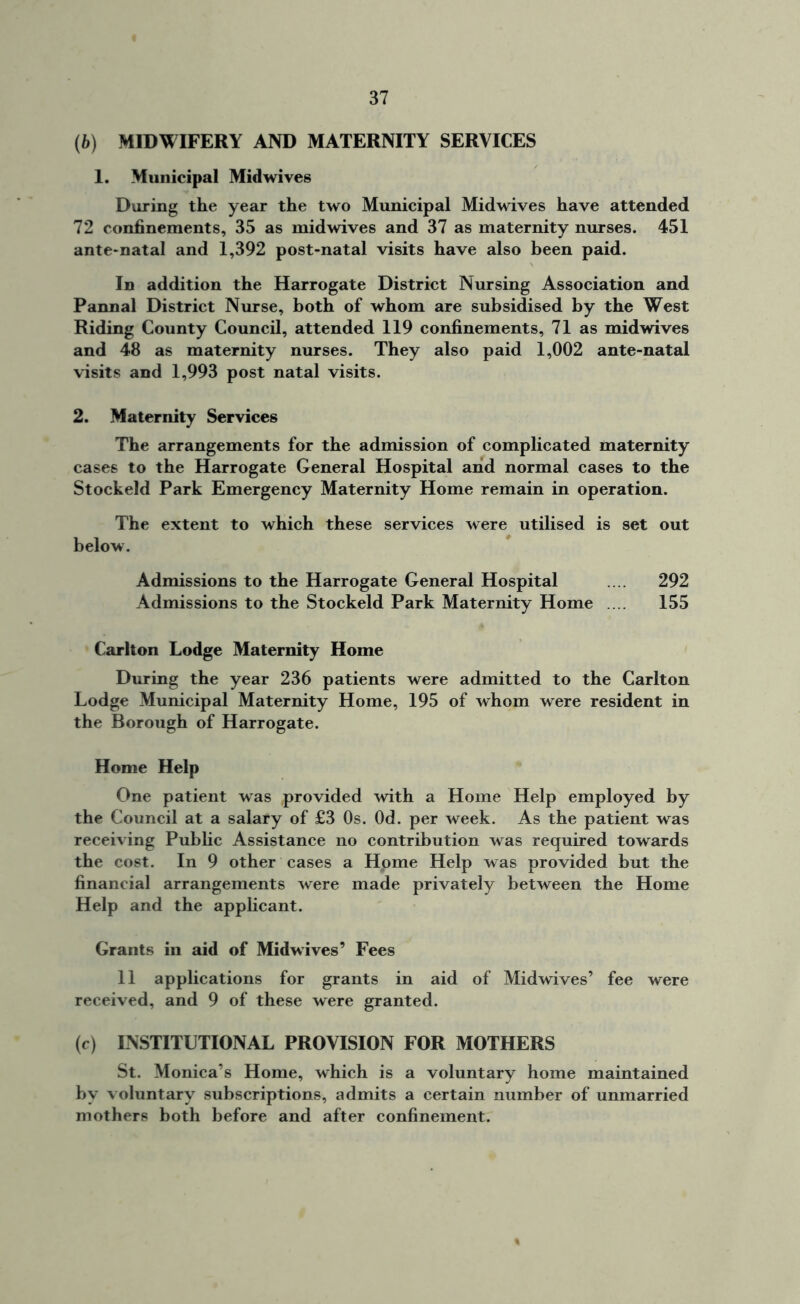 37
(b) MIDWIFERY AND MATERNITY SERVICES
1. Municipal Midwives
During the year the two Municipal Midwives have attended
72 confinements, 35 as midwives and 37 as maternity nurses. 451
ante-natal and 1,392 post-natal visits have also been paid.
In addition the Harrogate District Nursing Association and
Pannal District Nurse, both of whom are subsidised by the West
Riding County Council, attended 119 confinements, 71 as midwives
and 48 as maternity nurses. They also paid 1,002 ante-natal
visits and 1,993 post natal visits.
2. Maternity Services
The arrangements for the admission of complicated maternity
cases to the Harrogate General Hospital and normal cases to the
Stockeld Park Emergency Maternity Home remain in operation.
The extent to which these services were utilised is set out
below.
Admissions to the Harrogate General Hospital .... 292
Admissions to the Stockeld Park Maternity Home .... 155
Carlton Lodge Maternity Home
During the year 236 patients were admitted to the Carlton
Lodge Municipal Maternity Home, 195 of whom were resident in
the Borough of Harrogate.
Home Help
One patient was provided with a Home Help employed by
the Council at a salary of £3 0s. 0d. per week. As the patient was
receiving Public Assistance no contribution was required towards
the cost. In 9 other cases a Home Help was provided but the
financial arrangements were made privately between the Home
Help and the applicant.
Grants in aid of Midwives' Fees
11 applications for grants in aid of Midwives' fee were
received, and 9 of these were granted.
(c) INSTITUTIONAL PROVISION FOR MOTHERS
St. Monica's Home, which is a voluntary home maintained
by voluntary subscriptions, admits a certain number of unmarried
mothers both before and after confinement.